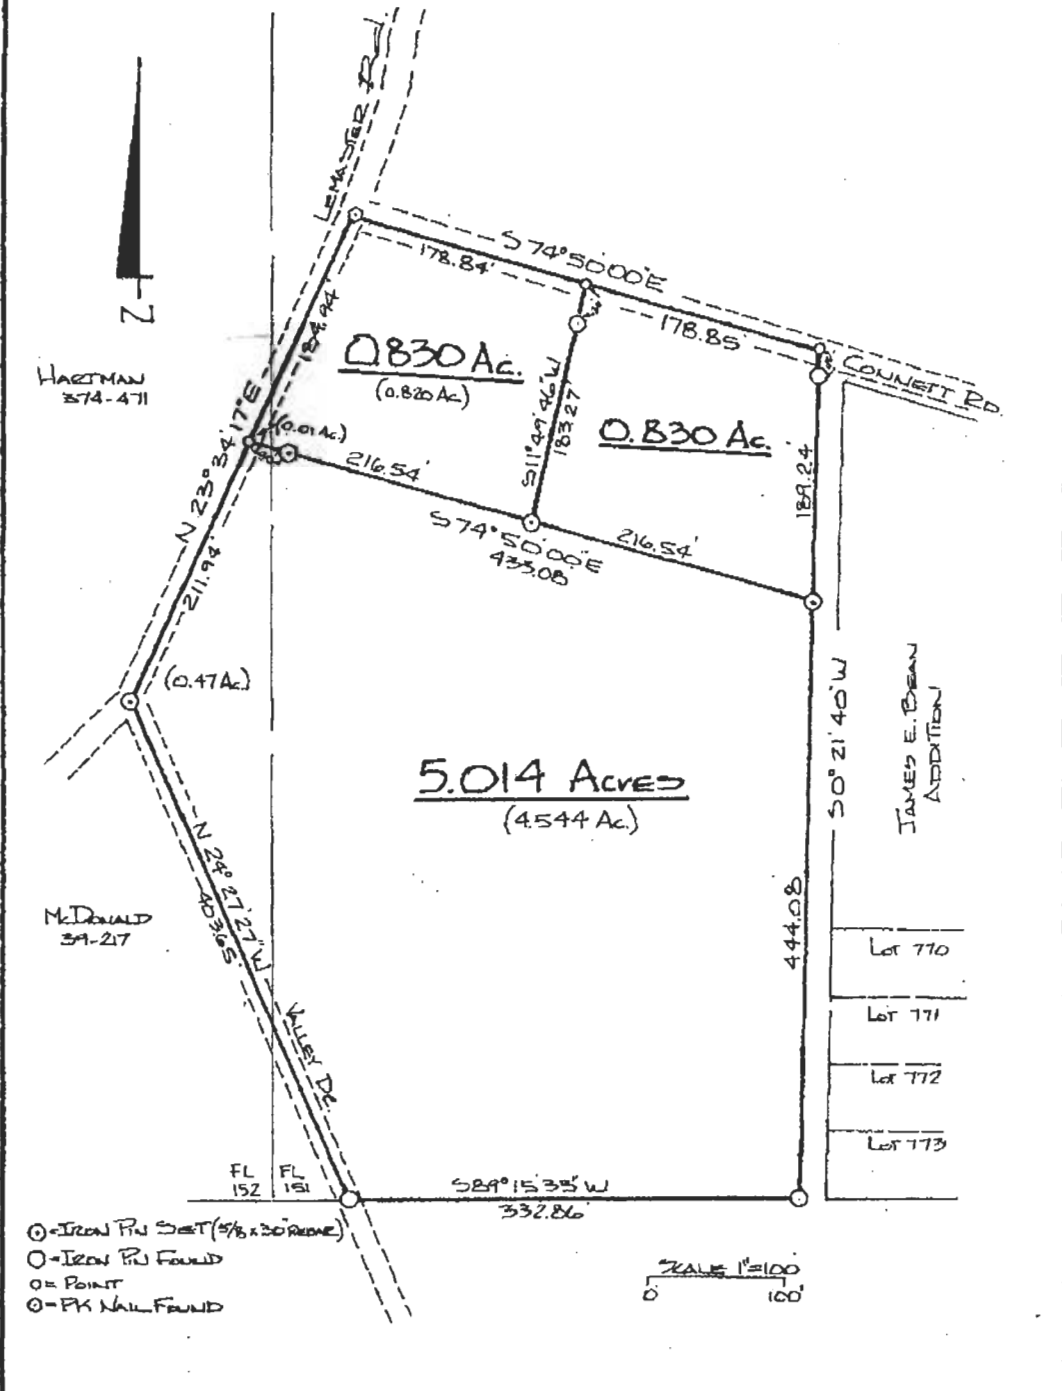 LEMASTER RD.
Z
S 74°50'00"E
178.84'
178.85'
CONNETT RD.
184.94'
0.830 Ac.
(0.820 Ac.)
HARTMAN
374-471
S11°49'46"W
183.27'
0.830 Ac.
189.24'
N 23°34'17"E
(0.01 Ac.)
216.54'
S 74°50'00"E
433.08'
216.54'
211.94'
(0.47 Ac.)
S 0°21'40"W
JAMES E. BEAN
ADDITION
5.014 ACRES
(4.544 Ac.)
N 24°27'27"W
403.65'
444.08
McDONALD
39-217
LOT 770
LOT 771
LOT 772
LOT 773
VALLEY DR.
FL
152
FL
151
S89°15'33"W
332.86'
⊙=IRON PIN SET (5/8 x 30" REBAR)
O=IRON PIN FOUND
o= POINT
⊙=PK NAIL FOUND
SCALE 1"=100'
0' 100'